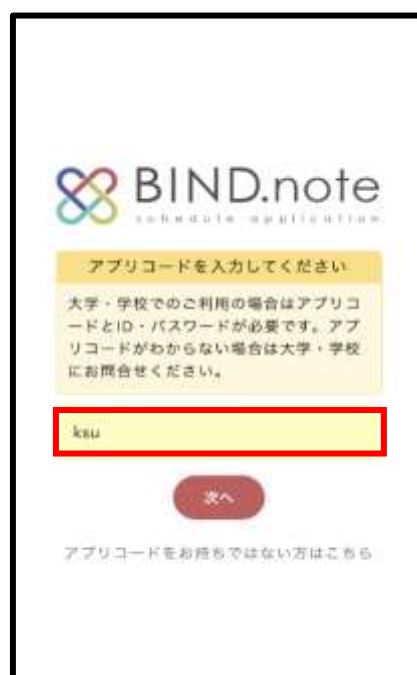 BIND.note
schedule application
アプリコードを入力してください
大学・学校でのご利用の場合はアプリコ
ードとID・パスワードが必要です。アプ
リコードがわからない場合は大学・学校
にお問合せください。
ksu
次へ
アプリコードをお持ちではない方はこちら